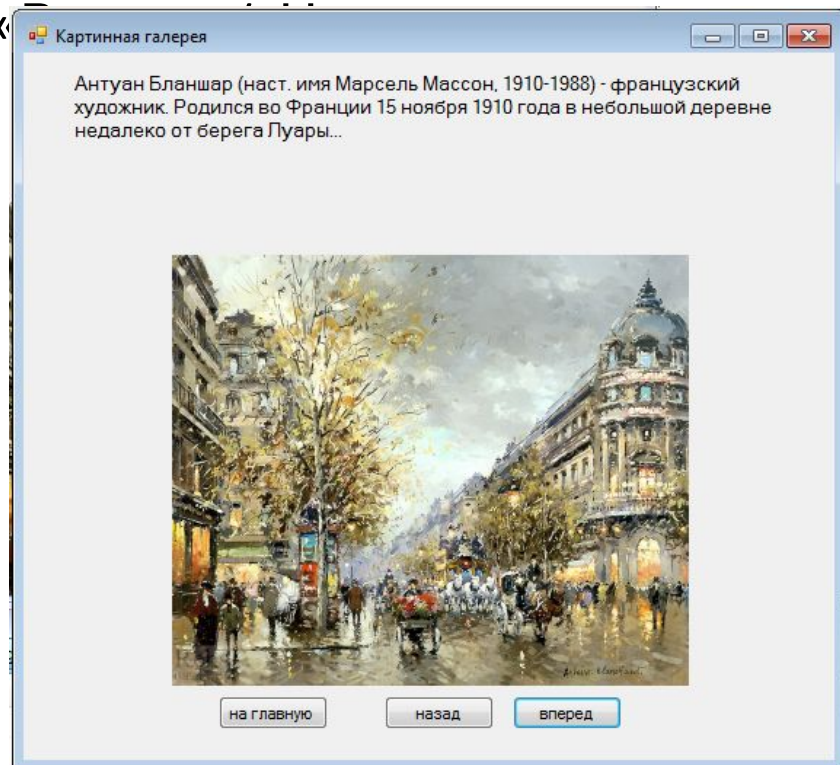 «
Картинная галерея
Антуан Бланшар (наст. имя Марсель Массон, 1910-1988) - французский
художник. Родился во Франции 15 ноября 1910 года в небольшой деревне
недалеко от берега Луары...
на главную
назад
вперед